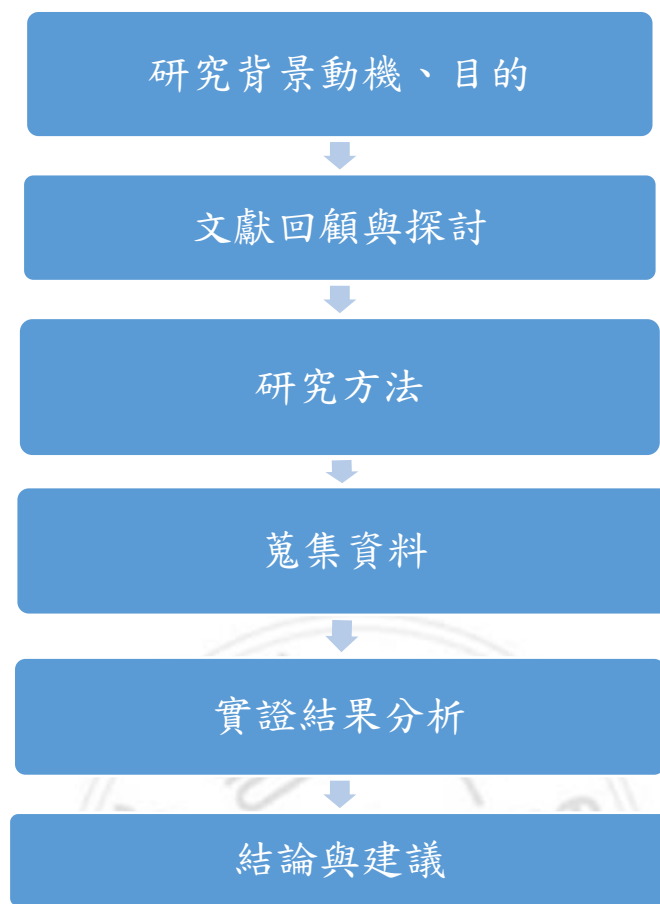 研究背景動機、目的
文獻回顧與探討
研究方法
蒐集資料
實證結果分析
結論與建議